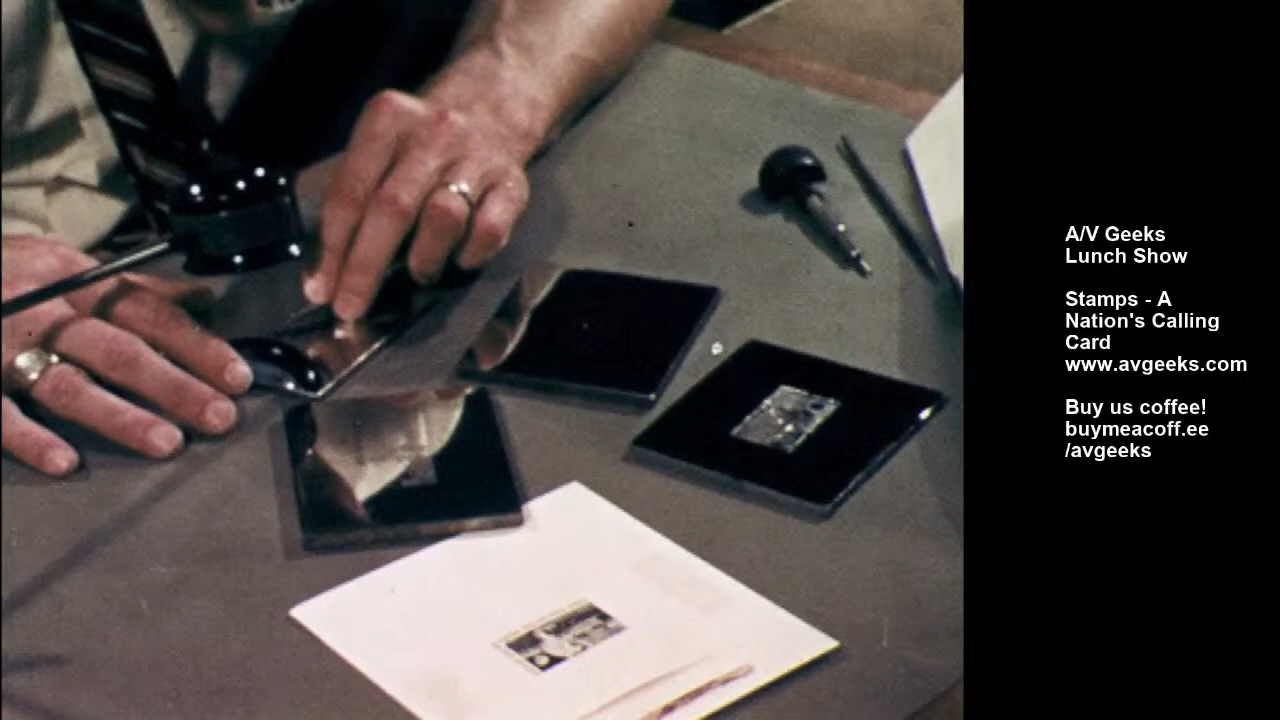 A/V Geeks
Lunch Show
Stamps - A
Nation's Calling
Card
www.avgeeks.com
Buy us coffee!
buymeacoff.ee
/avgeeks